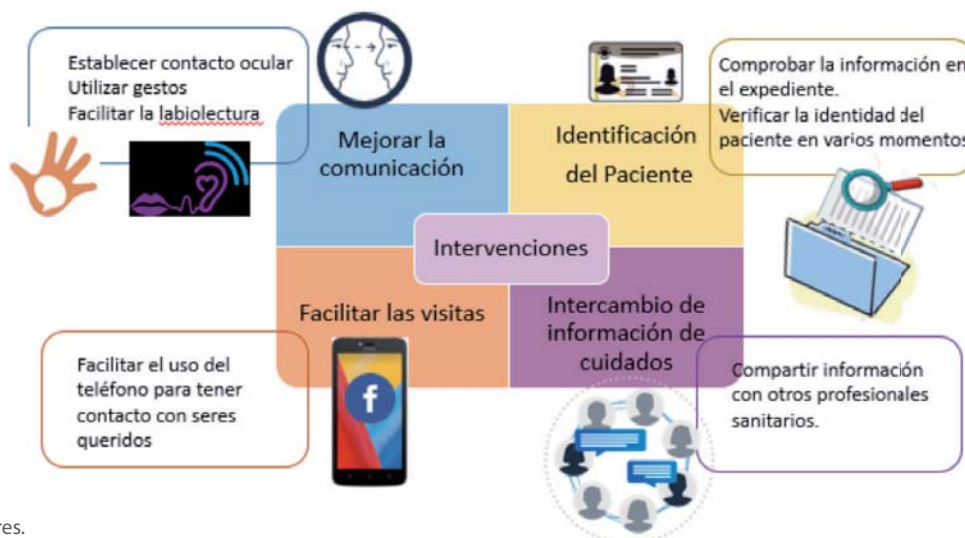 Establecer contacto ocular
Utilizar gestos
Facilitar la labiolectura
Mejorar la
comunicación
Identificación
del Paciente
Comprobar la información en
el expediente.
Verificar la identidad del
paciente en varios momentos
Intervenciones
Facilitar las visitas
Facilitar el uso del
teléfono para tener
contacto con seres
queridos
f
Intercambio de
información de
cuidados
Compartir información
con otros profesionales
sanitarios.
res.